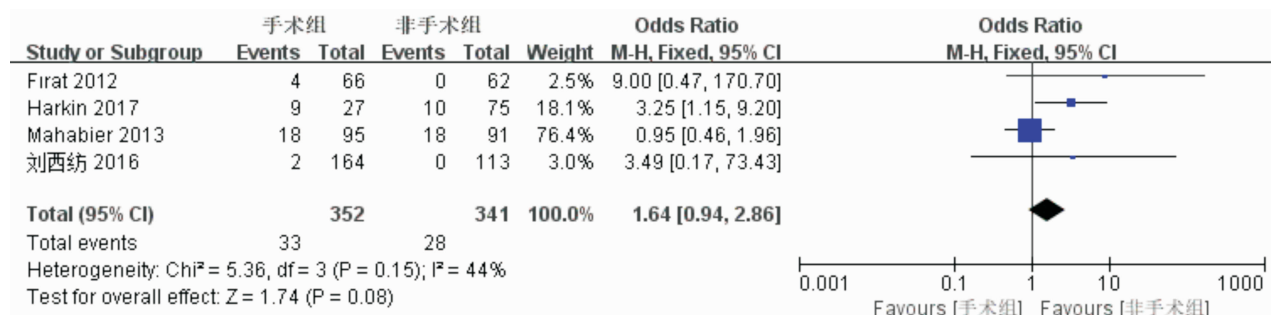 手术组 非手术组 Odds Ratio Odds Ratio
Study or Subgroup Events Total Events Total Weight M-H, Fixed, 95% CI M-H, Fixed, 95% CI
Fırat 2012 4 66 0 62 2.5% 9.00 [0.47, 170.70]
Harkin 2017 9 27 10 75 18.1% 3.25 [1.15, 9.20]
Mahabier 2013 18 95 18 91 76.4% 0.95 [0.46, 1.96]
刘西纺 2016 2 164 0 113 3.0% 3.49 [0.17, 73.43]
Total (95% CI) 352 341 100.0% 1.64 [0.94, 2.86]
Total events 33 28
Heterogeneity: Chi² = 5.36, df = 3 (P = 0.15); I² = 44%
Test for overall effect: Z = 1.74 (P = 0.08)
0.001 0.1 1 10 1000
Favours [手术组] Favours [非手术组]